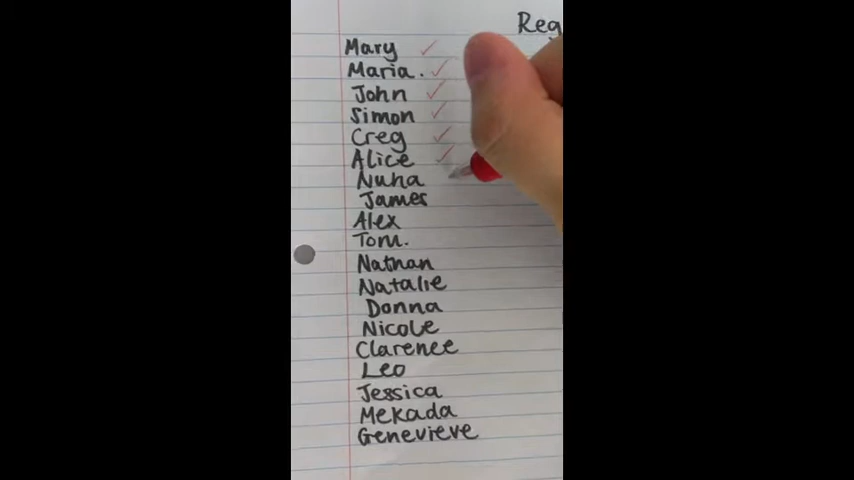 Reg
Mary
Maria.
John
Simon
Creg
Alice
Nuha
James
Alex
Tom.
Nathan
Natalie
Donna
Nicole
Clarence
Leo
Jessica
Mekada
Genevieve